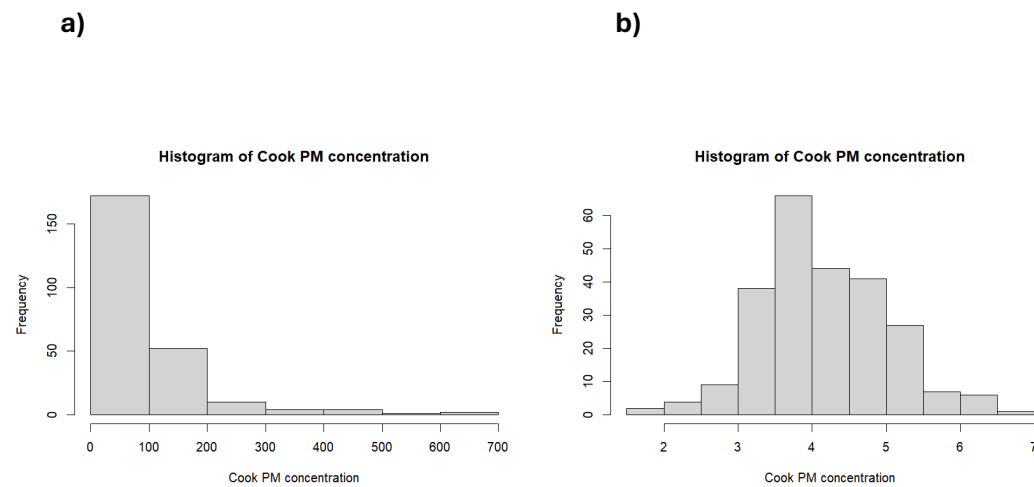 a)
b)
Histogram of Cook PM concentration
150
100
50
0
Frequency
0 100 200 300 400 500 600 700
Cook PM concentration
Histogram of Cook PM concentration
60
50
40
30
20
10
0
Frequency
2 3 4 5 6 7
Cook PM concentration